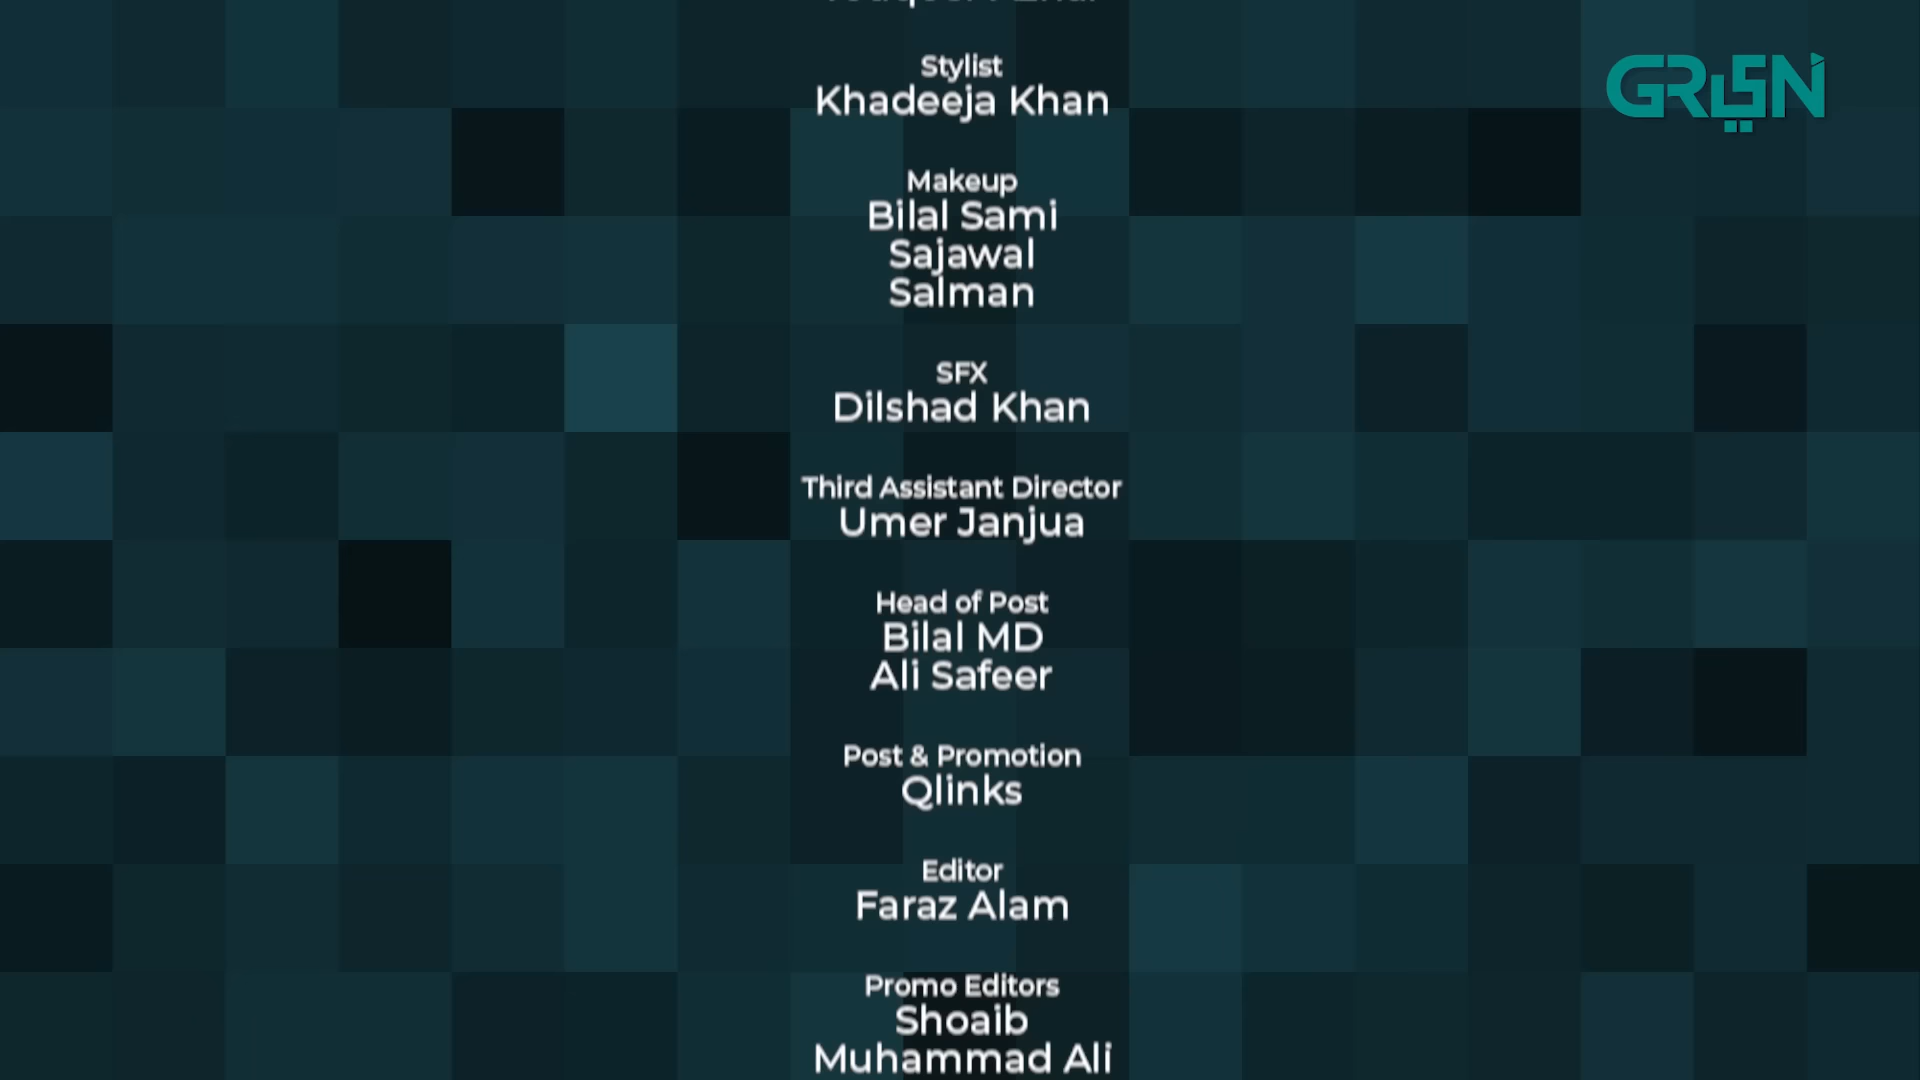 GREEN
Stylist
Khadeeja Khan
Makeup
Bilal Sami
Sajawal
Salman
SFX
Dilshad Khan
Third Assistant Director
Umer Janjua
Head of Post
Bilal MD
Ali Safeer
Post & Promotion
Qlinks
Editor
Faraz Alam
Promo Editors
Shoaib
Muhammad Ali